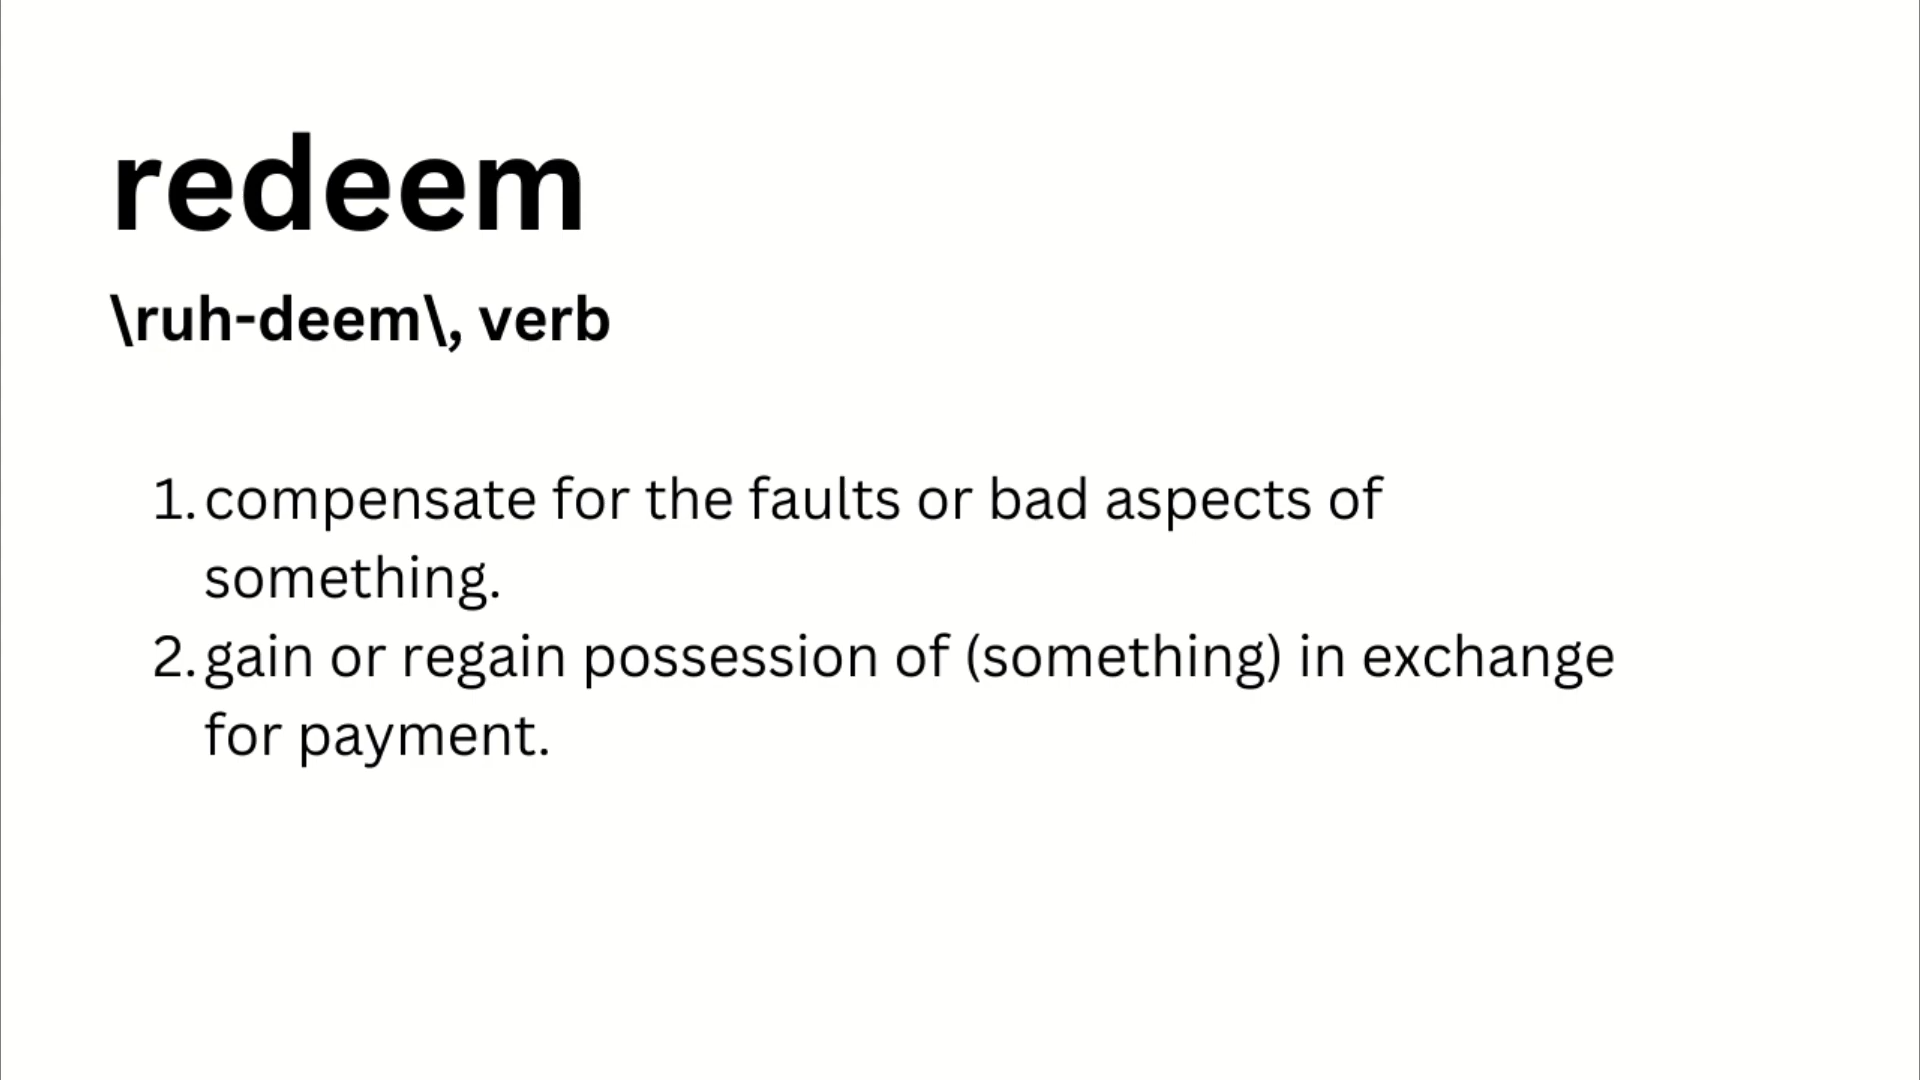 redeem
\ruh-deem\, verb
1. compensate for the faults or bad aspects of
something.
2. gain or regain possession of (something) in exchange
for payment.